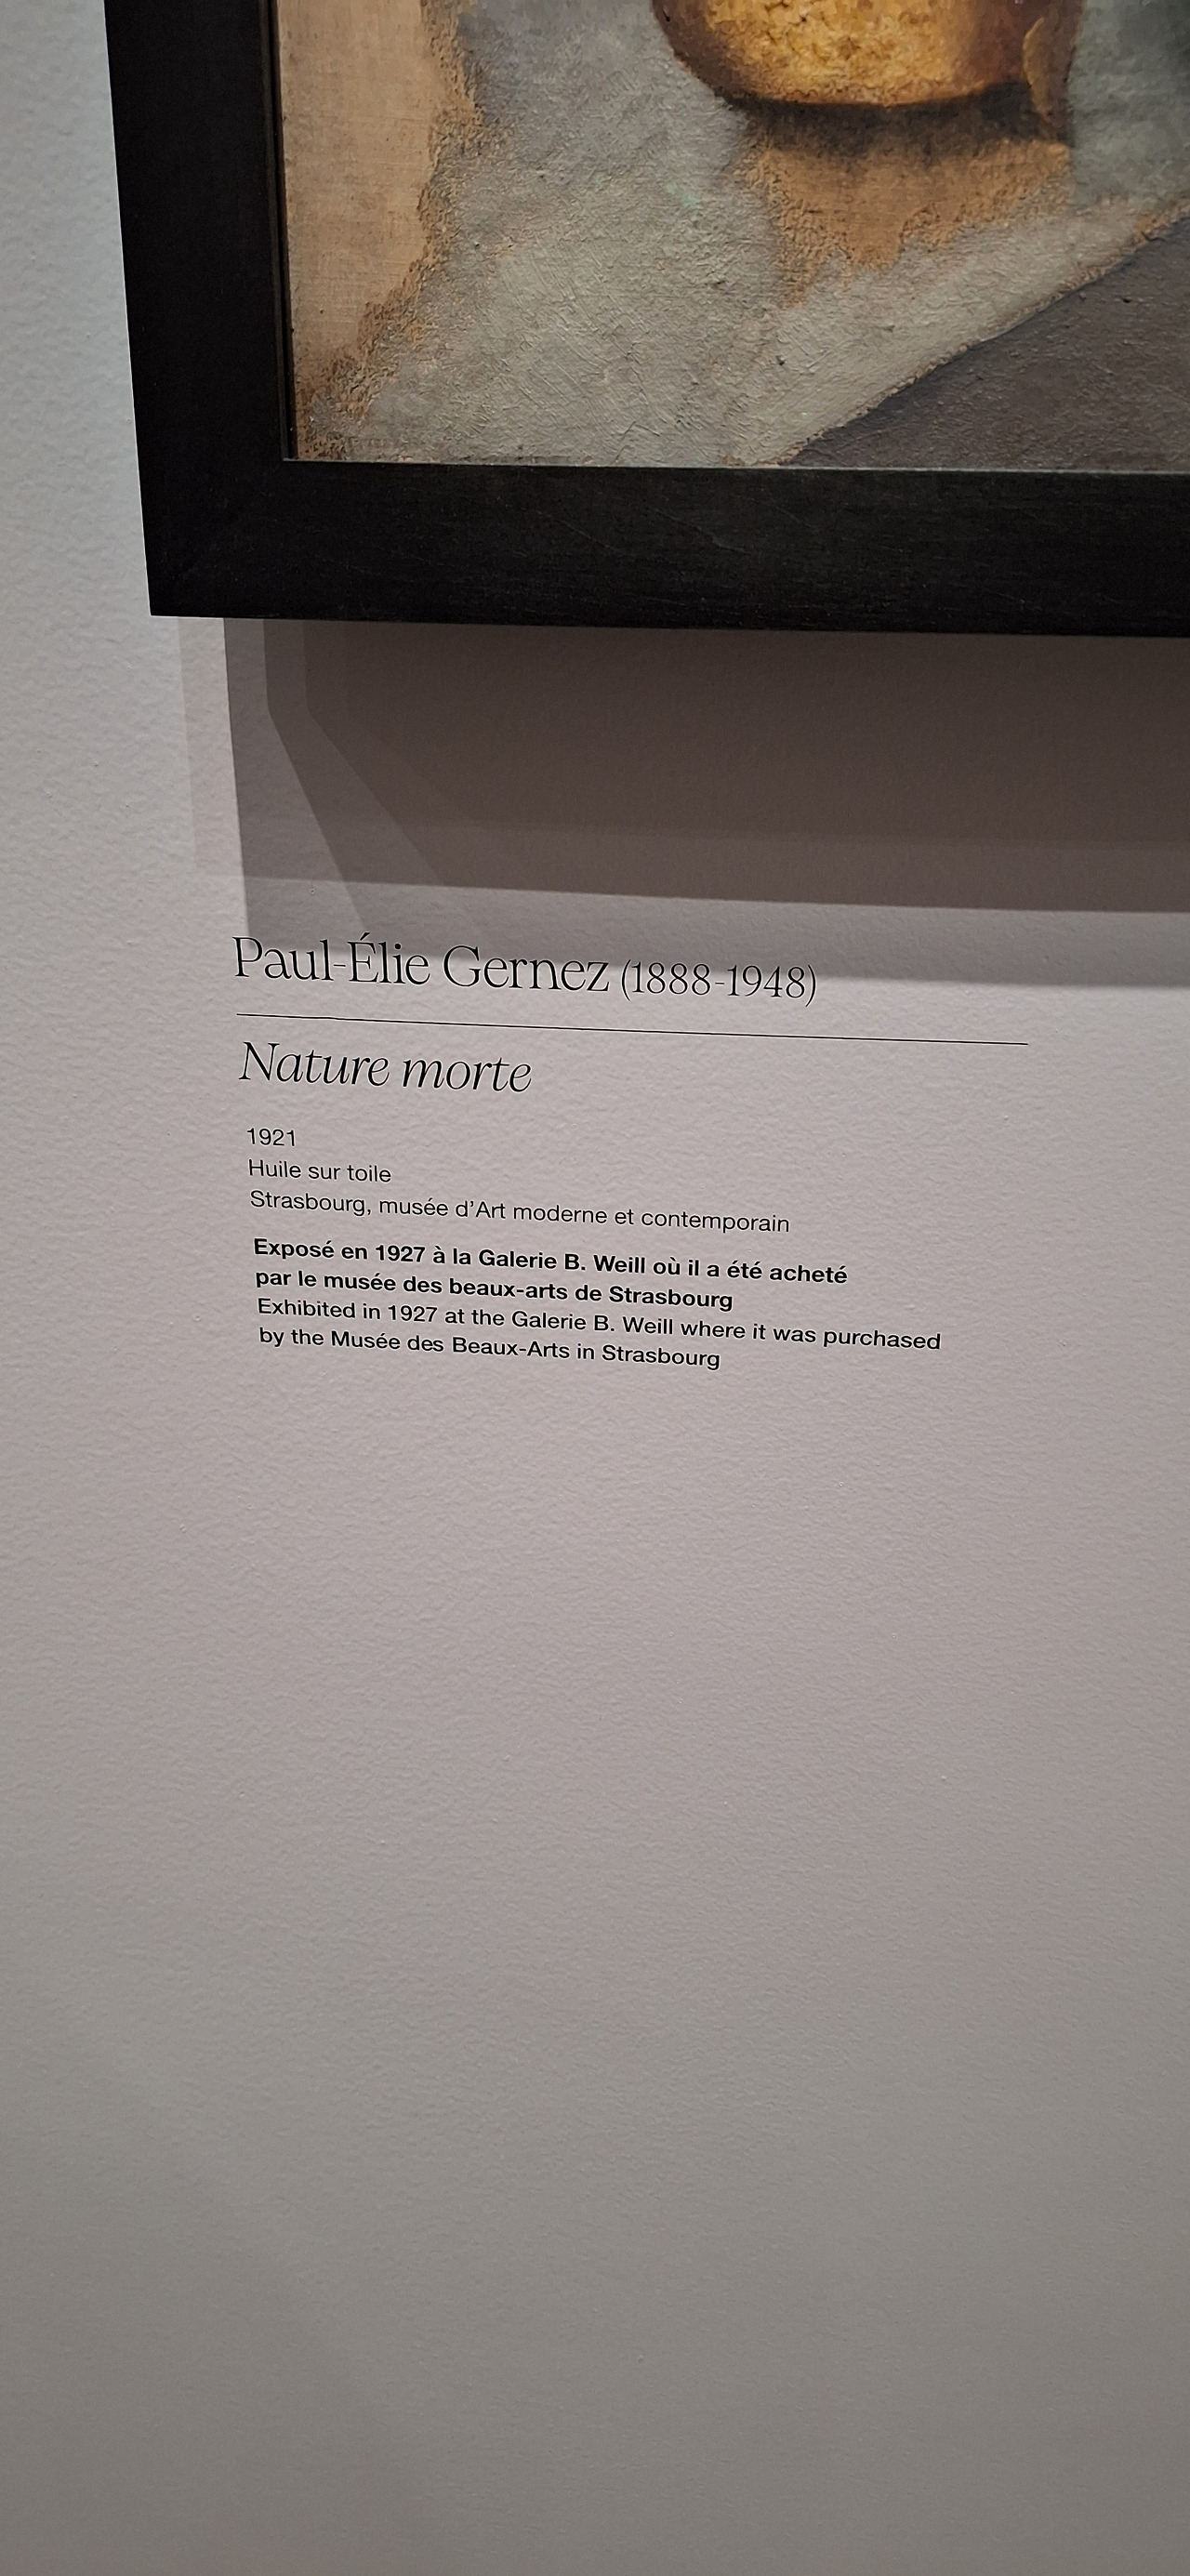 Paul-Élie Gernez (1888-1948)
Nature morte
1921
Huile sur toile
Strasbourg, musée d’Art moderne et contemporain
Exposé en 1927 à la Galerie B. Weill où il a été acheté
par le musée des beaux-arts de Strasbourg
Exhibited in 1927 at the Galerie B. Weill where it was purchased
by the Musée des Beaux-Arts in Strasbourg